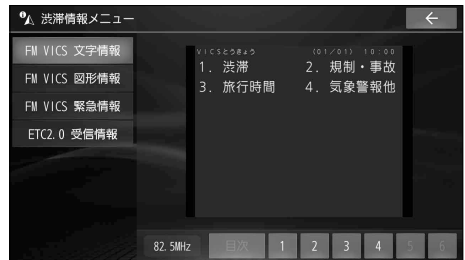 渋滞情報メニュー
FM VICS 文字情報
FM VICS 図形情報
FM VICS 緊急情報
ETC2.0 受信情報
VICSとうきょう (01/01) 10:00
1. 渋滞 2. 規制・事故
3. 旅行時間 4. 気象警報他
82.5MHz 目次 1 2 3 4 5 6